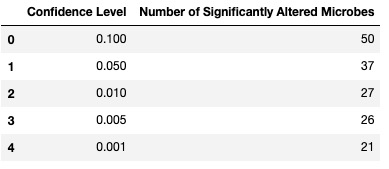 Confidence Level Number of Significantly Altered Microbes
0 0.100 50
1 0.050 37
2 0.010 27
3 0.005 26
4 0.001 21